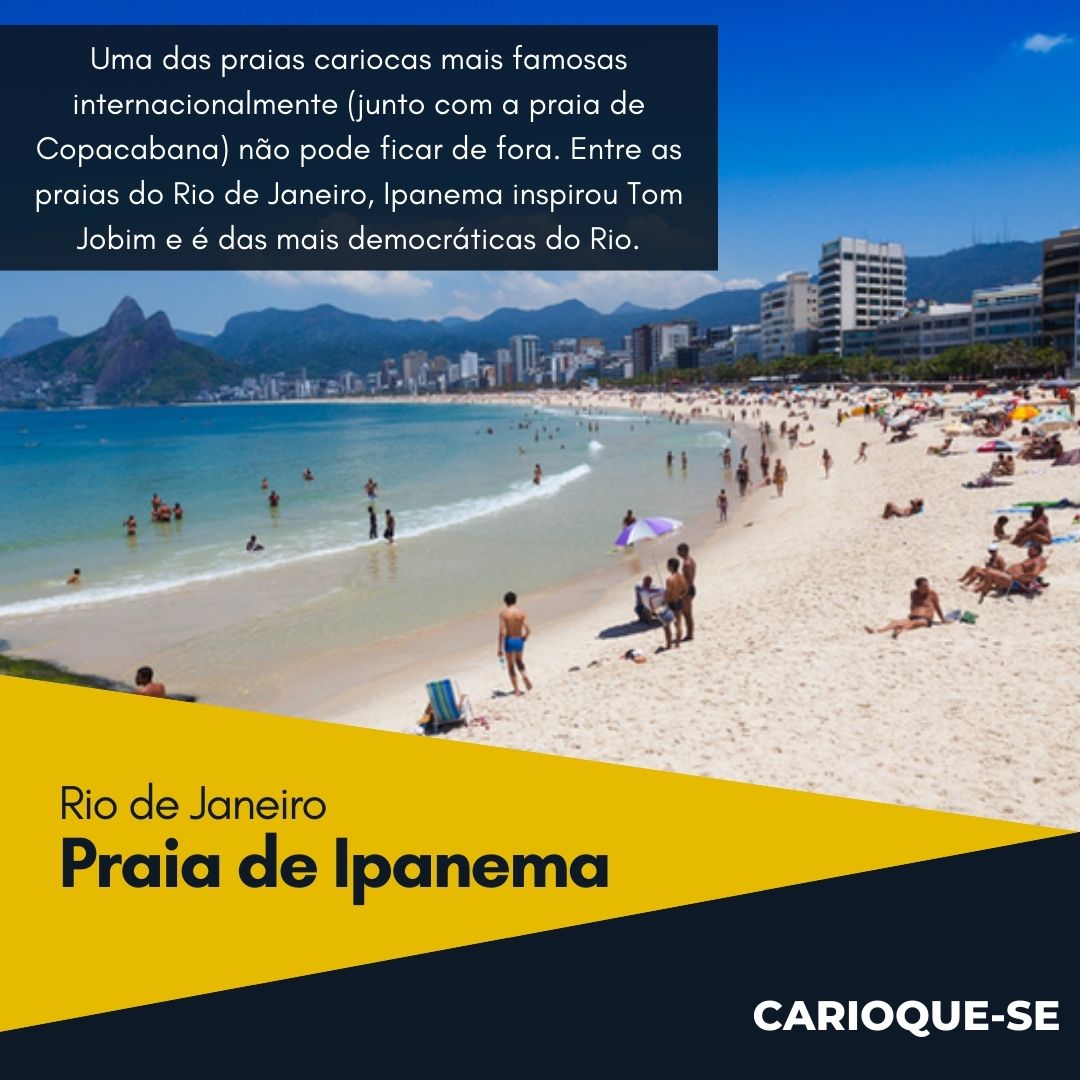 Uma das praias cariocas mais famosas
internacionalmente (junto com a praia de
Copacabana) não pode ficar de fora. Entre as
praias do Rio de Janeiro, Ipanema inspirou Tom
Jobim e é das mais democráticas do Rio.
Rio de Janeiro
Praia de Ipanema
CARIOQUE-SE